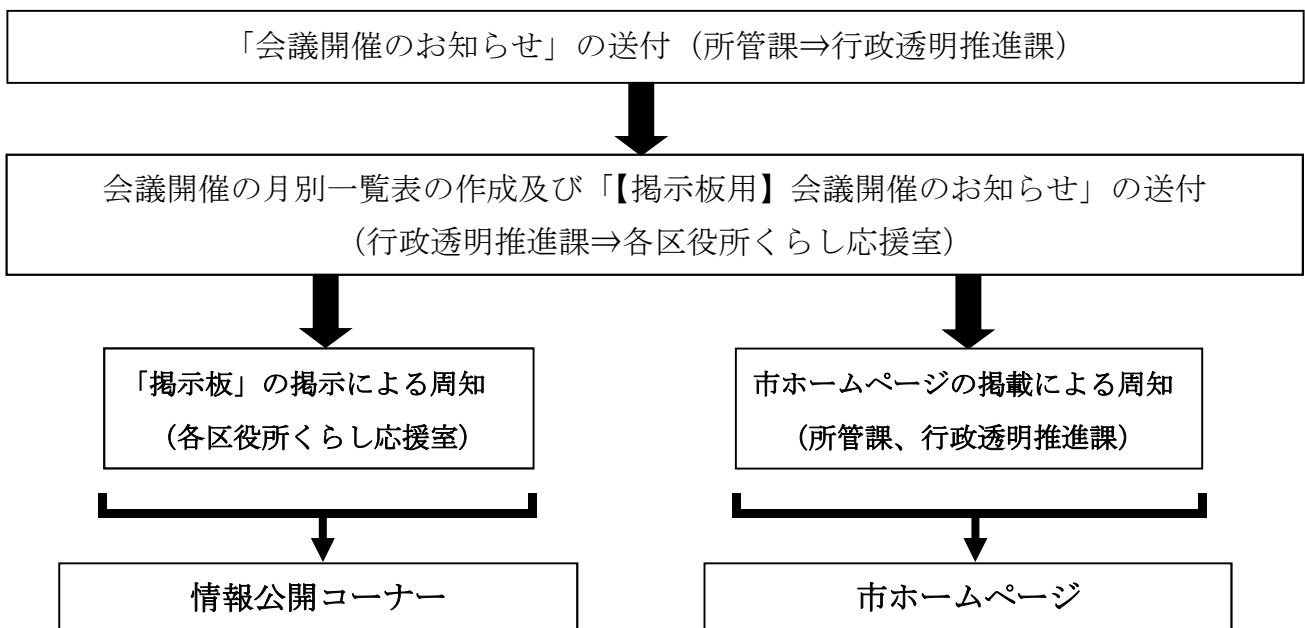 「会議開催のお知らせ」の送付（所管課⇒行政透明推進課）
会議開催の月別一覧表の作成及び「【掲示板用】会議開催のお知らせ」の送付
（行政透明推進課⇒各区役所くらし応援室）
「掲示板」の掲示による周知
（各区役所くらし応援室）
市ホームページの掲載による周知
（所管課、行政透明推進課）
情報公開コーナー
市ホームページ